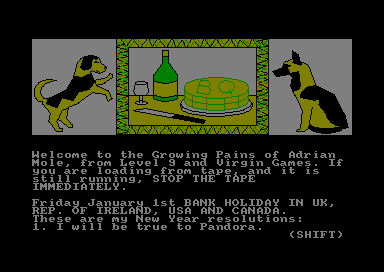 BQ
Welcome to the Growing Pains of Adrian
Mole, from Level 9 and Virgin Games. If
you are loading from tape, and it is
still running, STOP THE TAPE
IMMEDIATELY.
Friday January 1st BANK HOLIDAY IN UK,
REP. OF IRELAND, USA AND CANADA.
These are my New Year resolutions:
1. I will be true to Pandora.
(SHIFT)